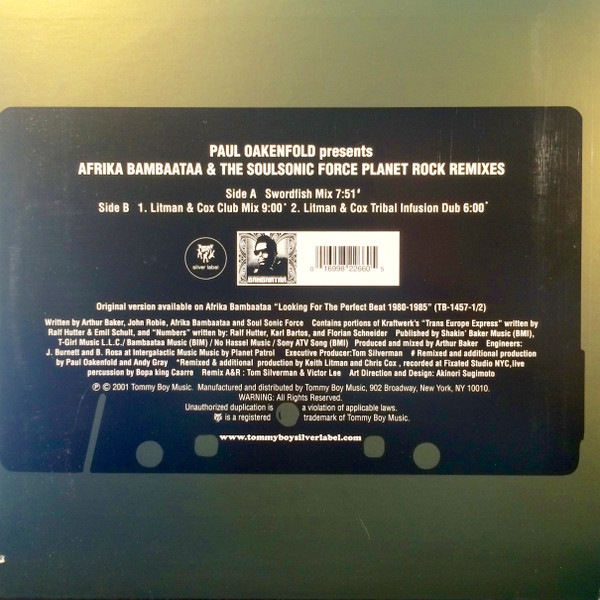 PAUL OAKENFOLD presents
AFRIKA BAMBAATAA & THE SOULSONIC FORCE PLANET ROCK REMIXES
Side A Swordfish Mix 7:51#
Side B 1. Litman & Cox Club Mix 9:00* 2. Litman & Cox Tribal Infusion Dub 6:00*
silver label
BAMBAATAA
0 16998 22660 5
Original version available on Afrika Bambaataa "Looking For The Perfect Beat 1980-1985" (TB-1457-1/2)
Written by Arthur Baker, John Robie, Afrika Bambaataa and Soul Sonic Force Contains portions of Kraftwerk's "Trans Europe Express" written by
Ralf Hutter & Emil Schult, and "Numbers" written by: Ralf Hutter, Karl Bartos, and Florian Schneider Published by Shakin' Baker Music (BMI),
T-Girl Music L.L.C./ Bambaataa Music (BIM) / No Hassel Music / Sony ATV Song (BMI) Produced and mixed by Arthur Baker Engineers:
J. Burnett and B. Rosa at Intergalactic Music Music by Planet Patrol Executive Producer:Tom Silverman # Remixed and additional production
by Paul Oakenfold and Andy Gray *Remixed & additional production by Keith Litman and Chris Cox , recorded at Fixated Studio NYC,live
percussion by Bopa king Caarre Remix A&R : Tom Silverman & Victor Lee Art Direction and Design: Akinori Sugimoto
℗ © 2001 Tommy Boy Music. Manufactured and distributed by Tommy Boy Music, 902 Broadway, New York, NY 10010.
WARNING: All Rights Reserved.
Unauthorized duplication is a violation of applicable laws.
is a registered trademark of Tommy Boy Music.
www.tommyboysilverlabel.com